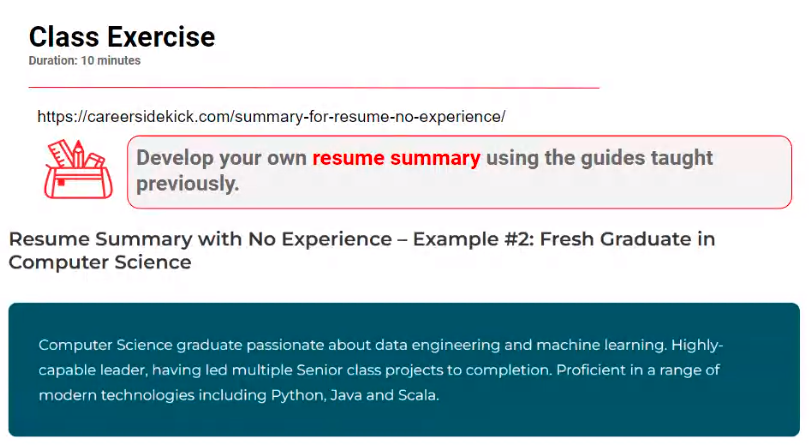 Class Exercise
Duration: 10 minutes
https://careersidekick.com/summary-for-resume-no-experience/
Develop your own resume summary using the guides taught
previously.
Resume Summary with No Experience – Example #2: Fresh Graduate in
Computer Science
Computer Science graduate passionate about data engineering and machine learning. Highly-
capable leader, having led multiple Senior class projects to completion. Proficient in a range of
modern technologies including Python, Java and Scala.